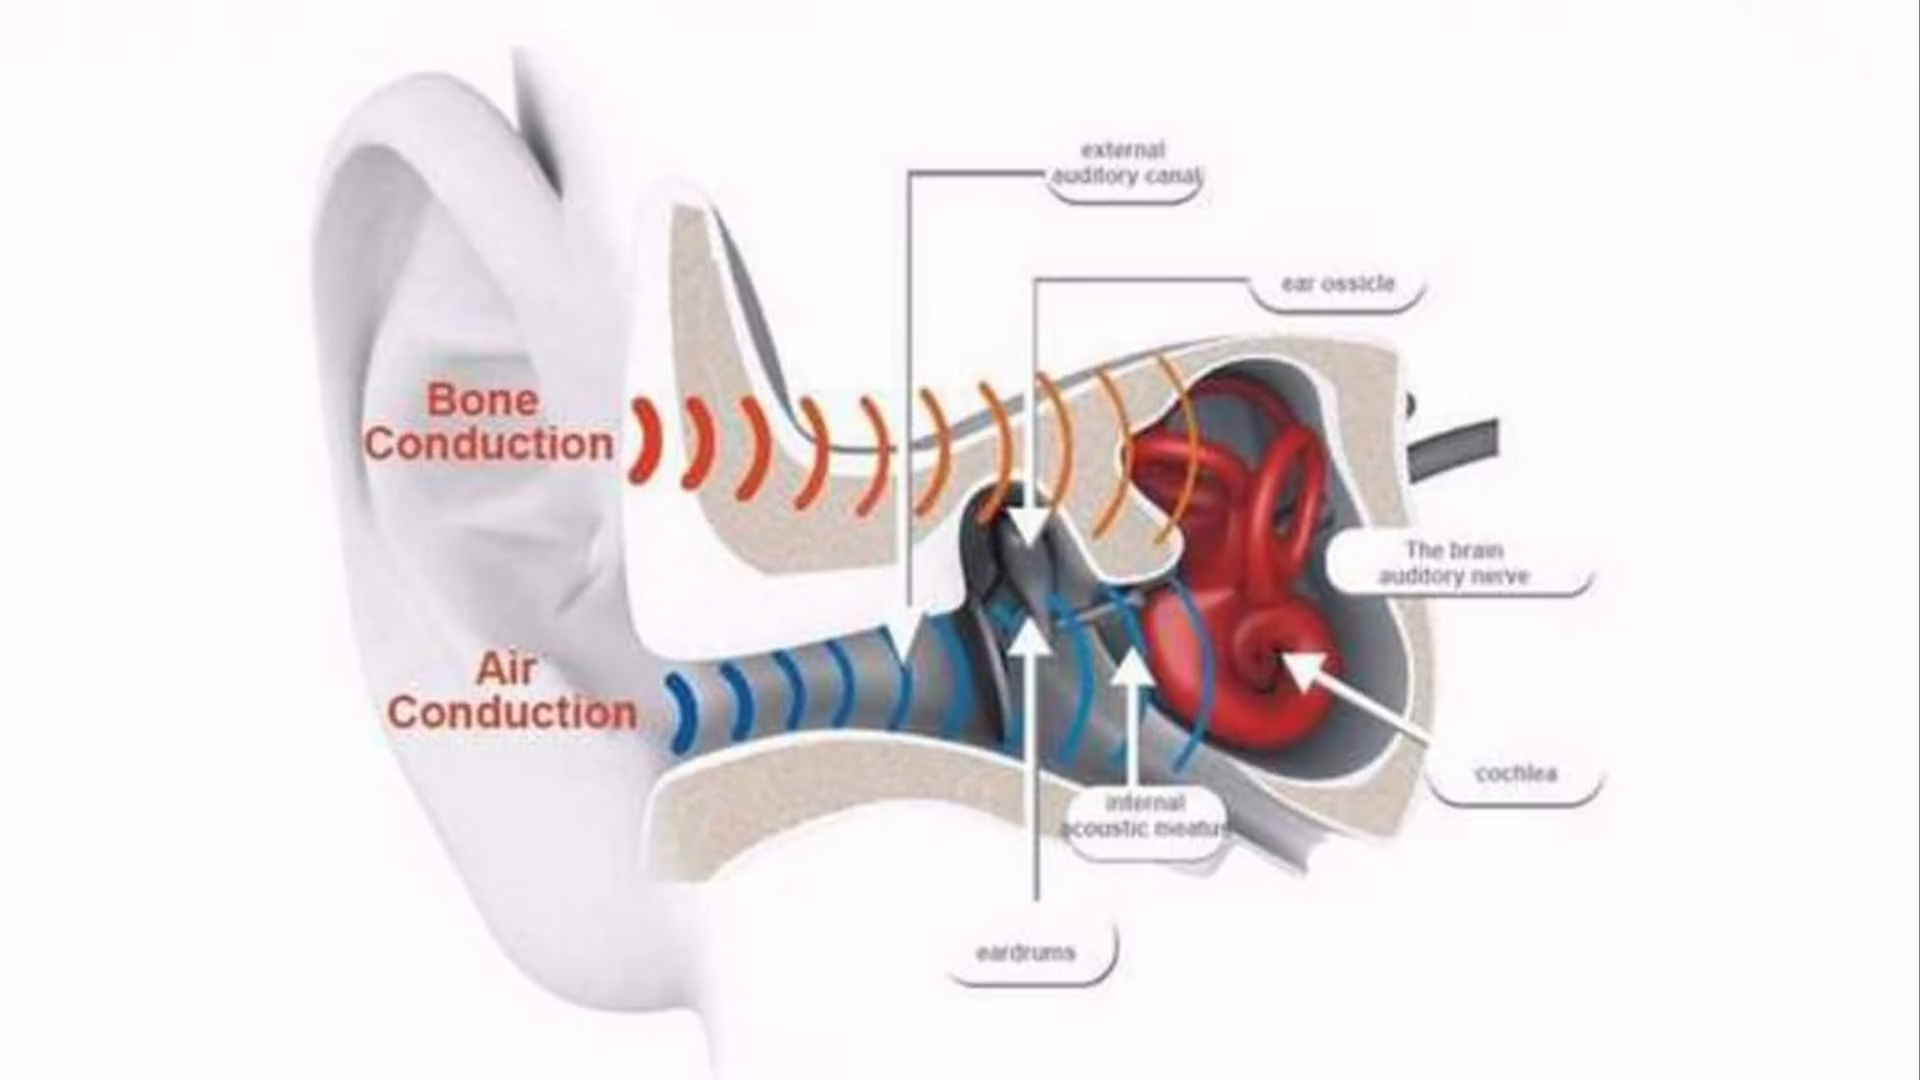 external
auditory canal
ear ossicle
Bone
Conduction
The brain
auditory nerve
Air
Conduction
cochlea
internal
acoustic meatus
eardrums